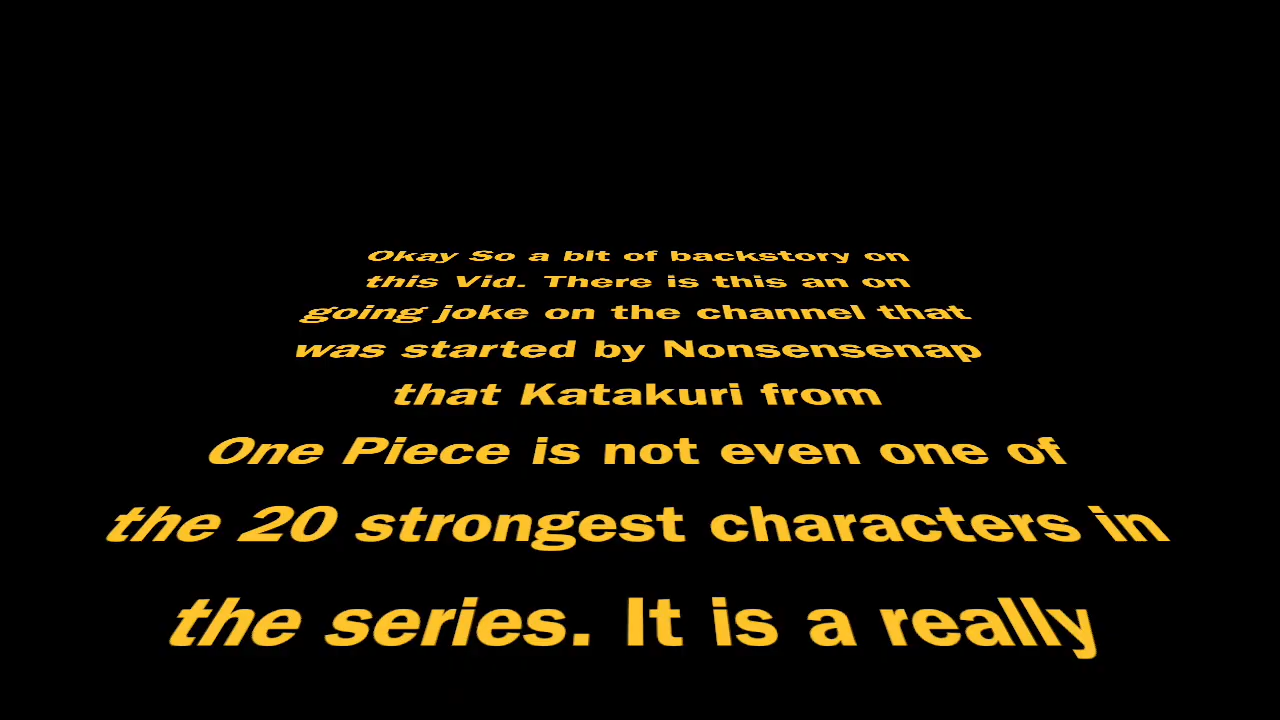 Okay So a bit of backstory on
this Vid. There is this an on
going joke on the channel that
was started by Nonsensenap
that Katakuri from
One Piece is not even one of
the 20 strongest characters in
the series. It is a really